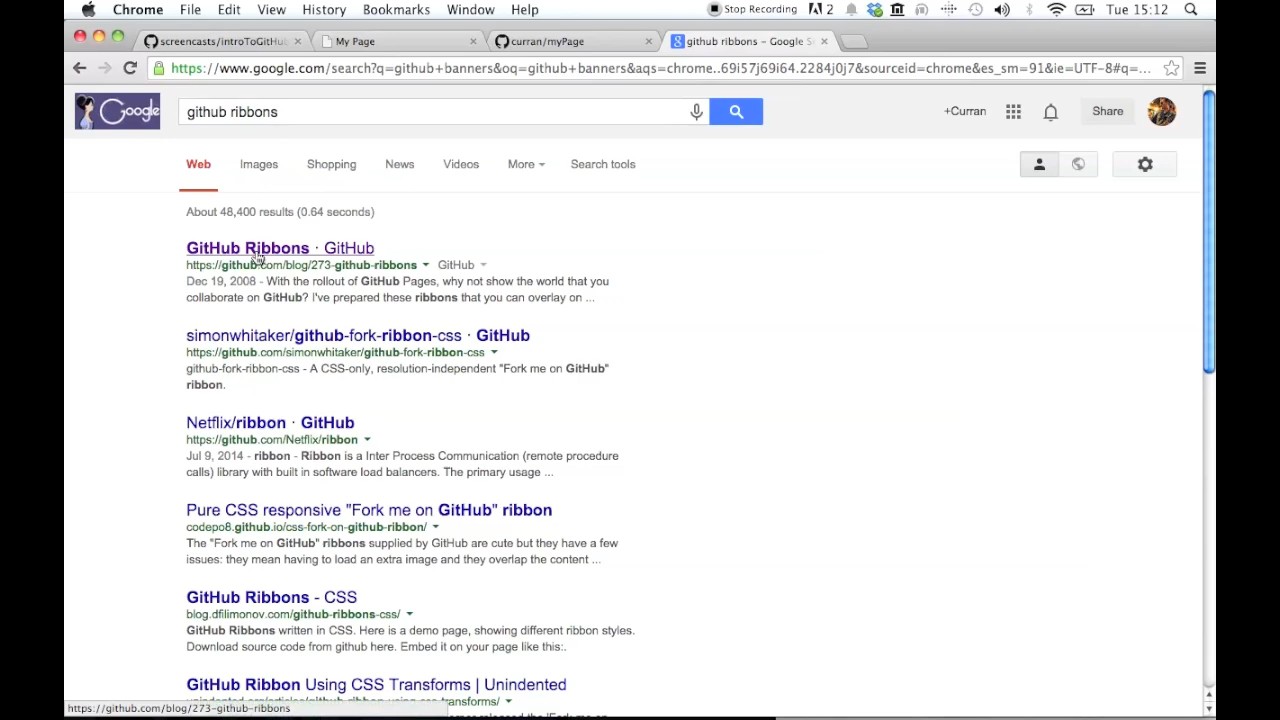 Chrome File Edit View History Bookmarks Window Help Stop Recording 2 Tue 15:12
screencasts/introToGitHub My Page curran/myPage github ribbons - Google S
https://www.google.com/search?q=github+banners&oq=github+banners&aqs=chrome..69i57j69i64.2284j0j7&sourceid=chrome&es_sm=91&ie=UTF-8#q=...
Google github ribbons +Curran Share
Web Images Shopping News Videos More Search tools
About 48,400 results (0.64 seconds)
GitHub Ribbons · GitHub
https://github.com/blog/273-github-ribbons GitHub
Dec 19, 2008 - With the rollout of GitHub Pages, why not show the world that you
collaborate on GitHub? I've prepared these ribbons that you can overlay on ...
simonwhitaker/github-fork-ribbon-css · GitHub
https://github.com/simonwhitaker/github-fork-ribbon-css
github-fork-ribbon-css - A CSS-only, resolution-independent "Fork me on GitHub"
ribbon.
Netflix/ribbon · GitHub
https://github.com/Netflix/ribbon
Jul 9, 2014 - ribbon - Ribbon is a Inter Process Communication (remote procedure
calls) library with built in software load balancers. The primary usage ...
Pure CSS responsive "Fork me on GitHub" ribbon
codepo8.github.io/css-fork-on-github-ribbon/
The "Fork me on GitHub" ribbons supplied by GitHub are cute but they have a few
issues: they mean having to load an extra image and they overlap the content ...
GitHub Ribbons - CSS
blog.dfilimonov.com/github-ribbons-css/
GitHub Ribbons written in CSS. Here is a demo page, showing different ribbon styles.
Download source code from github here. Embed it on your page like this:.
GitHub Ribbon Using CSS Transforms | Unindented
https://github.com/blog/273-github-ribbons